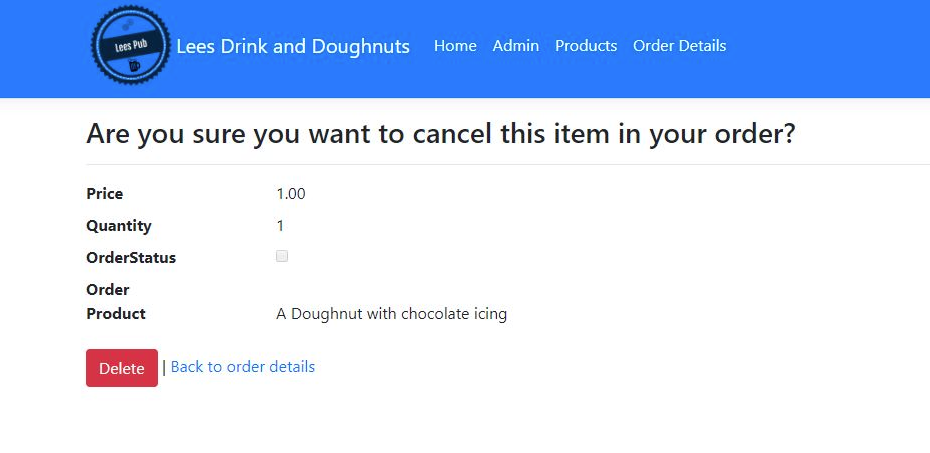 Lees Pub
Lees Drink and Doughnuts Home Admin Products Order Details
Are you sure you want to cancel this item in your order?
Price 1.00
Quantity 1
OrderStatus
Order
Product A Doughnut with chocolate icing
Delete | Back to order details